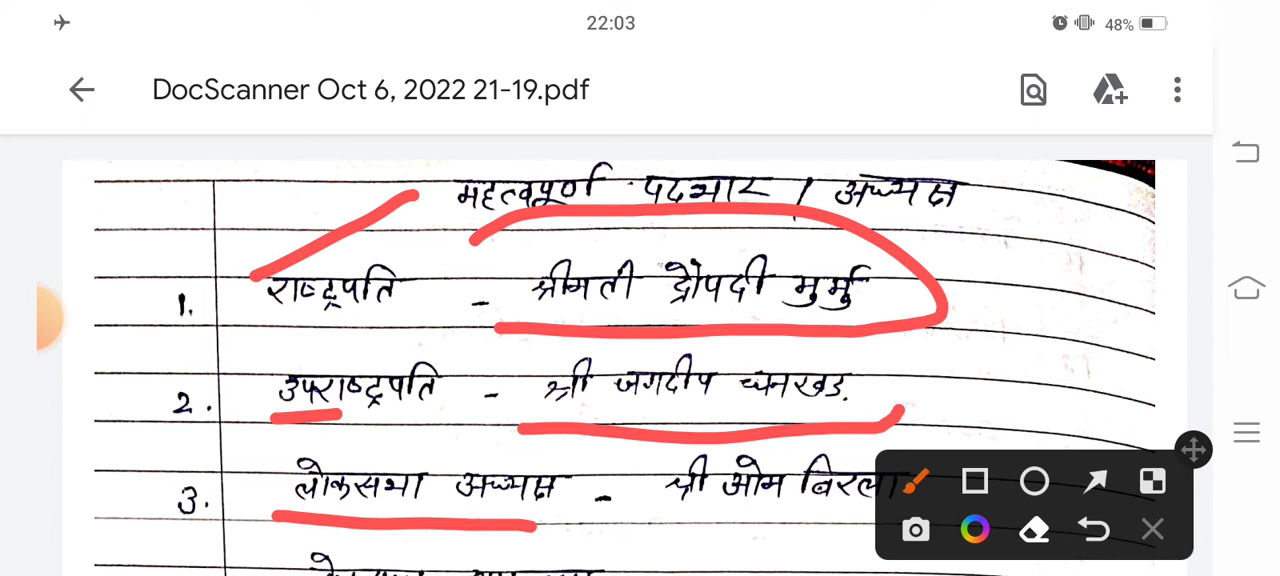 22:03
48%
DocScanner Oct 6, 2022 21-19.pdf
महत्वपूर्ण पदभार / अध्यक्ष
1. राष्ट्रपति - श्रीमती द्रौपदी मुर्मु
2. उपराष्ट्रपति - श्री जगदीप धनखड.
3. लोकसभा अध्यक्ष - श्री ओम बिरला